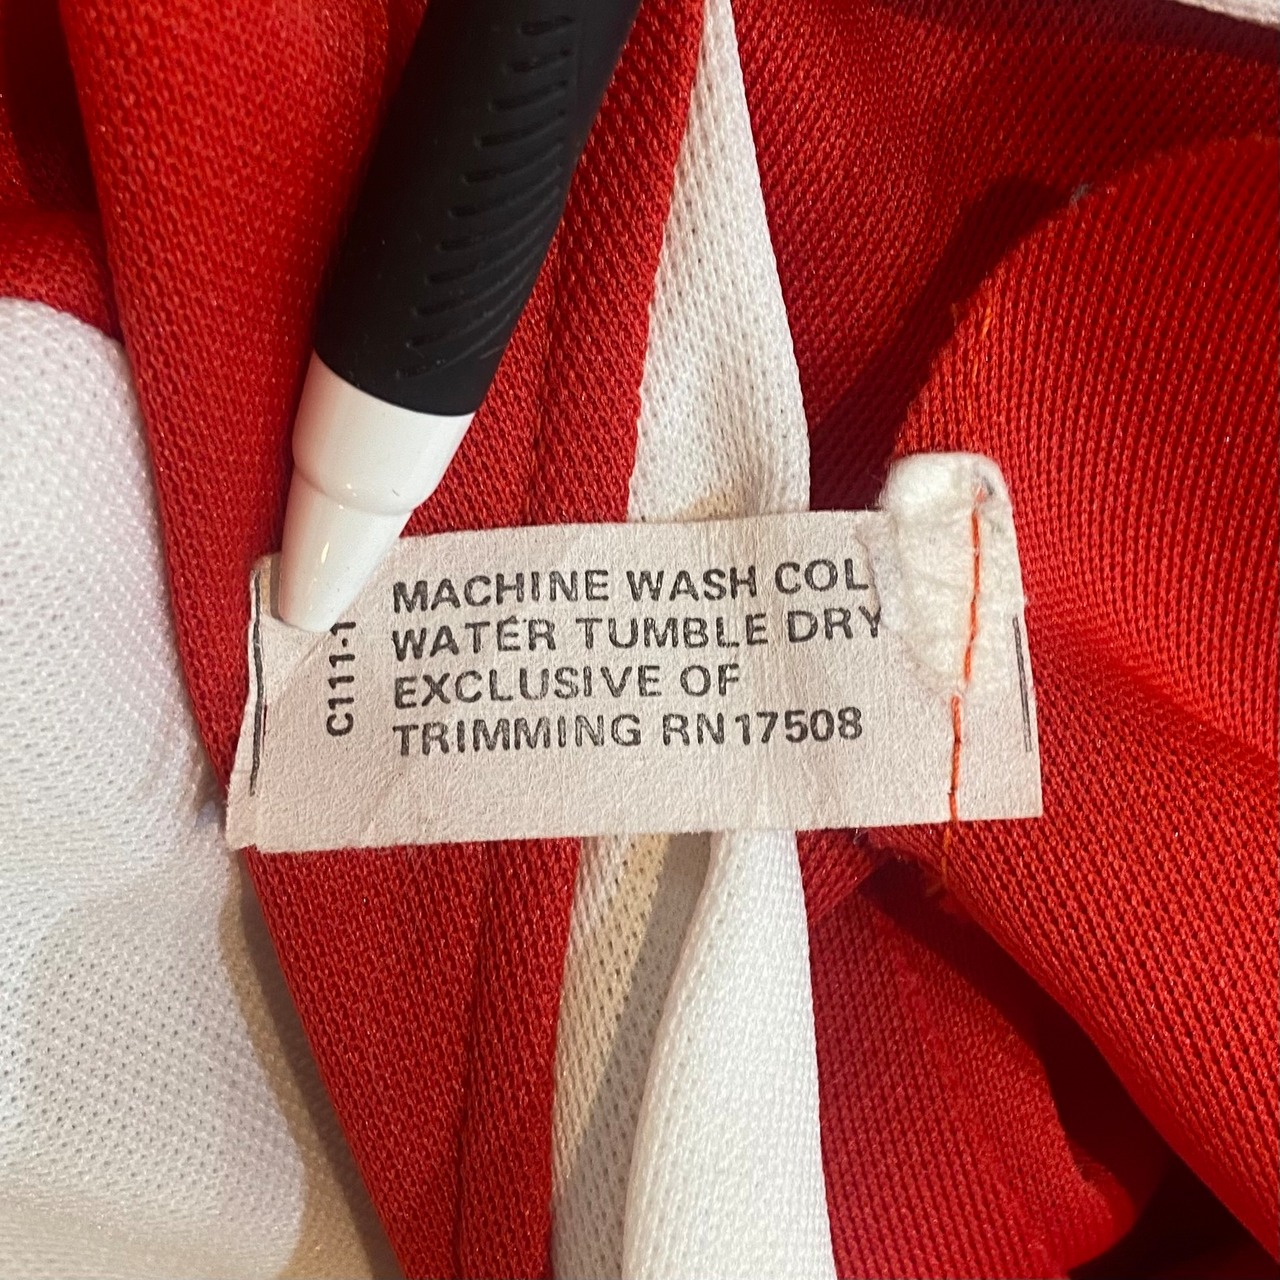 MACHINE WASH COL
WATER TUMBLE DRY
EXCLUSIVE OF
TRIMMING RN17508
C111-1